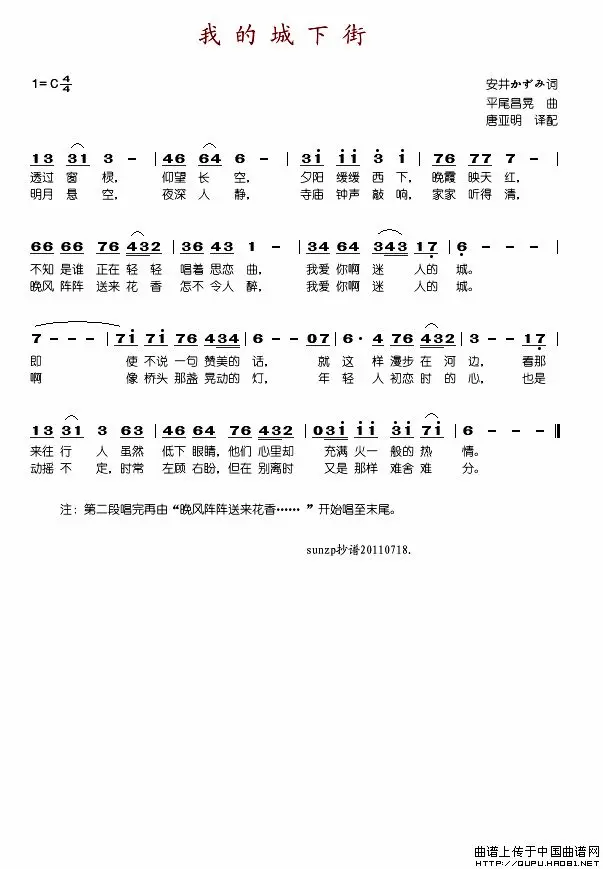 我的城下街
1=C 4/4
安井かずみ词
平尾昌晃 曲
唐亚明 译配
13 31 3 - | 46 64 6 - | 3i ii 3 i | 76 77 7 - |
透过 窗 棂, 仰望 长 空, 夕阳 缓缓 西 下, 晚霞 映天 红,
明月 悬 空, 夜深 人 静, 寺庙 钟声 敲 响, 家家 听得 清,
66 66 76 432 | 36 43 1 - | 34 64 343 17 | 6 - - - |
不知 是谁 正在 轻轻 唱着 思恋 曲, 我爱 你啊 迷 人的 城。
晚风 阵阵 送来 花 香 怎不 令人 醉, 我爱 你啊 迷 人的 城。
7 - - - | 7i 7i 76 434 | 6 - - 07 | 6· 4 76 432 | 3 - - 17 |
即 使 不说 一句 赞美的 话, 就 这 样 漫步 在 河 边, 看那
啊 像 桥头 那盏 晃动的 灯, 年 轻 人 初恋 时 的 心, 也是
13 31 3 63 | 46 64 76 432 | 03i ii 3i 7i | 6 - - - ‖
来往 行 人 虽然 低下 眼睛, 他们 心里却 充满 火一 般的 热 情。
动摇 不 定, 时常 左顾 右盼, 但在 别离时 又是 那样 难舍 难 分。
注: 第二段唱完再由“晚风阵阵送来花香……”开始唱至末尾。
sunzp抄谱20110718.
曲谱上传于中国曲谱网
HTTP://QUPU.HAO81.NET